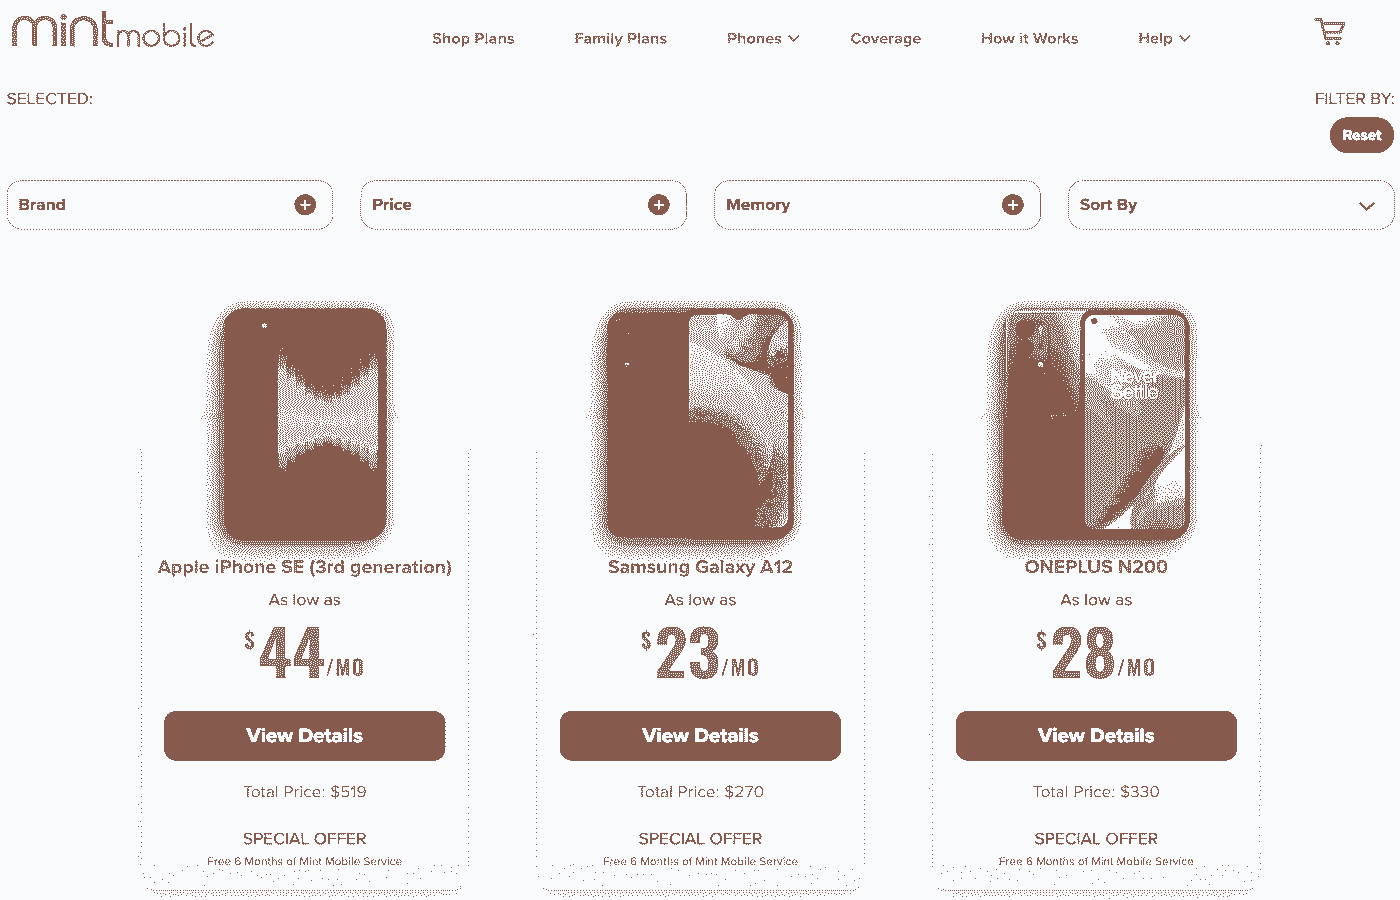 mintmobile
Shop Plans Family Plans Phones Coverage How it Works Help
SELECTED:
FILTER BY:
Reset
Brand Price Memory Sort By
Never
Settle
Apple iPhone SE (3rd generation)
As low as
$44/MO
View Details
Total Price: $519
SPECIAL OFFER
Free 6 Months of Mint Mobile Service
Samsung Galaxy A12
As low as
$23/MO
View Details
Total Price: $270
SPECIAL OFFER
Free 6 Months of Mint Mobile Service
ONEPLUS N200
As low as
$28/MO
View Details
Total Price: $330
SPECIAL OFFER
Free 6 Months of Mint Mobile Service